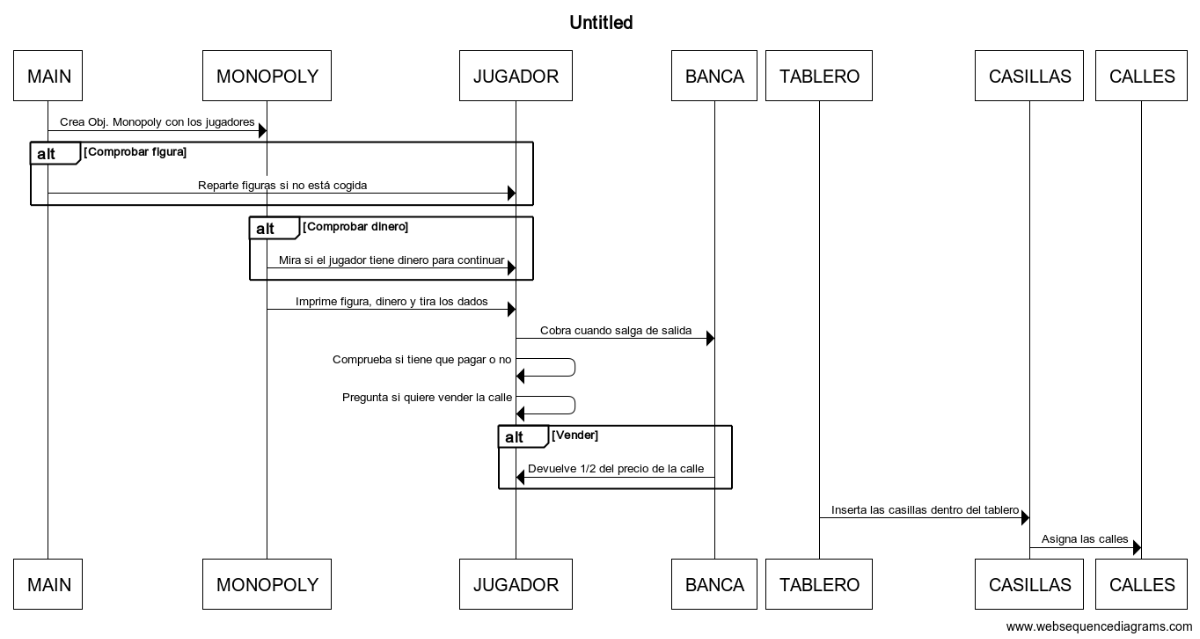 Untitled
MAIN
MONOPOLY
JUGADOR
BANCA
TABLERO
CASILLAS
CALLES
Crea Obj. Monopoly con los jugadores
alt
[Comprobar figura]
Reparte figuras si no está cogida
alt
[Comprobar dinero]
Mira si el jugador tiene dinero para continuar
Imprime figura, dinero y tira los dados
Cobra cuando salga de salida
Comprueba si tiene que pagar o no
Pregunta si quiere vender la calle
alt
[Vender]
Devuelve 1/2 del precio de la calle
Inserta las casillas dentro del tablero
Asigna las calles
MAIN
MONOPOLY
JUGADOR
BANCA
TABLERO
CASILLAS
CALLES
www.websequencediagrams.com